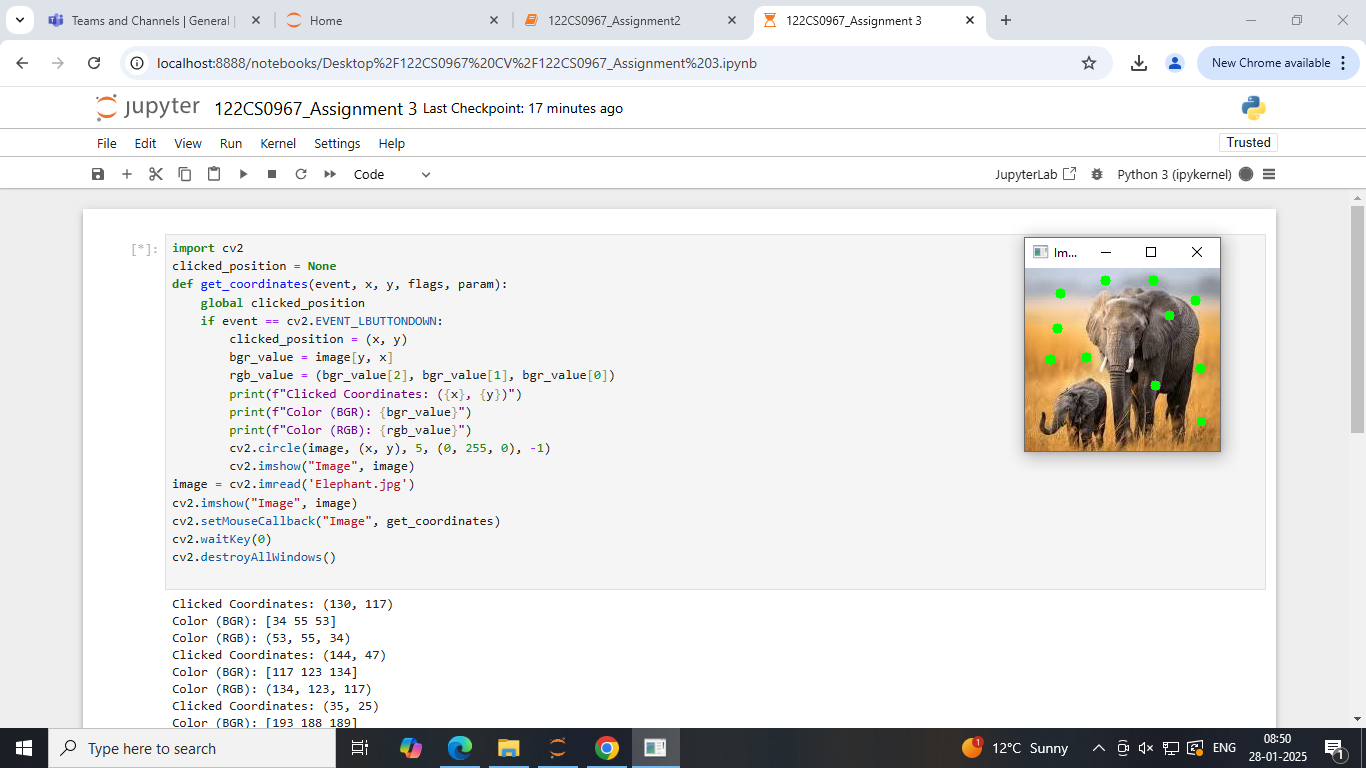 Teams and Channels | General |
Home
122CS0967_Assignment2
122CS0967_Assignment 3
localhost:8888/notebooks/Desktop%2F122CS0967%20CV%2F122CS0967_Assignment%203.ipynb
New Chrome available
jupyter 122CS0967_Assignment 3 Last Checkpoint: 17 minutes ago
File Edit View Run Kernel Settings Help
Trusted
Code
JupyterLab
Python 3 (ipykernel)
[*]:
import cv2
clicked_position = None
def get_coordinates(event, x, y, flags, param):
    global clicked_position
    if event == cv2.EVENT_LBUTTONDOWN:
        clicked_position = (x, y)
        bgr_value = image[y, x]
        rgb_value = (bgr_value[2], bgr_value[1], bgr_value[0])
        print(f"Clicked Coordinates: ({x}, {y})")
        print(f"Color (BGR): {bgr_value}")
        print(f"Color (RGB): {rgb_value}")
        cv2.circle(image, (x, y), 5, (0, 255, 0), -1)
        cv2.imshow("Image", image)
image = cv2.imread('Elephant.jpg')
cv2.imshow("Image", image)
cv2.setMouseCallback("Image", get_coordinates)
cv2.waitKey(0)
cv2.destroyAllWindows()
Im...
Clicked Coordinates: (130, 117)
Color (BGR): [34 55 53]
Color (RGB): (53, 55, 34)
Clicked Coordinates: (144, 47)
Color (BGR): [117 123 134]
Color (RGB): (134, 123, 117)
Clicked Coordinates: (35, 25)
Color (BGR): [193 188 189]
Type here to search
1
12°C Sunny
ENG
08:50
28-01-2025
1